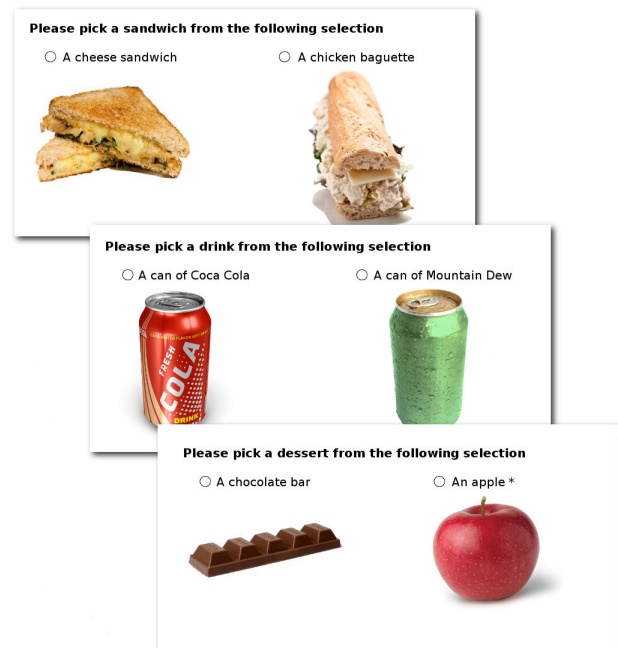 Please pick a sandwich from the following selection
A cheese sandwich
A chicken baguette
Please pick a drink from the following selection
A can of Coca Cola
A can of Mountain Dew
FRESH
COLA
DRINK
Please pick a dessert from the following selection
A chocolate bar
An apple *